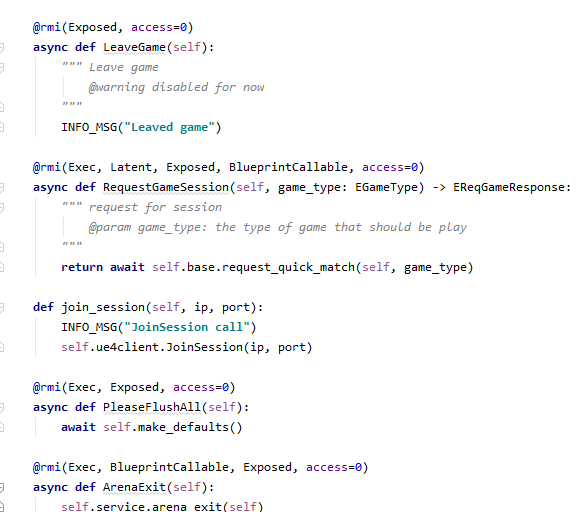 @rmi(Exposed, access=0)
async def LeaveGame(self):
""" Leave game
@warning disabled for now
"""
INFO_MSG("Leaved game")
@rmi(Exec, Latent, Exposed, BlueprintCallable, access=0)
async def RequestGameSession(self, game_type: EGameType) -> EReqGameResponse:
""" request for session
@param game_type: the type of game that should be play
"""
return await self.base.request_quick_match(self, game_type)
def join_session(self, ip, port):
INFO_MSG("JoinSession call")
self.ue4client.JoinSession(ip, port)
@rmi(Exec, Exposed, access=0)
async def PleaseFlushAll(self):
await self.make_defaults()
@rmi(Exec, BlueprintCallable, Exposed, access=0)
async def ArenaExit(self):
self.service.arena_exit(self)